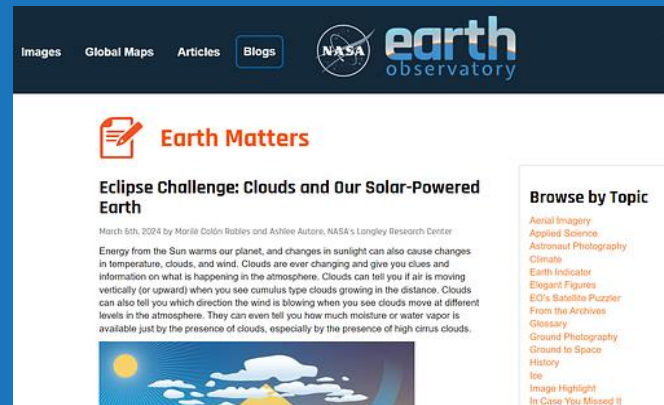 Images Global Maps Articles Blogs NASA earth
observatory
Earth Matters
Eclipse Challenge: Clouds and Our Solar-Powered
Earth
March 6th, 2024 by Marilé Colón Robles and Ashlee Autore, NASA's Langley Research Center
Energy from the Sun warms our planet, and changes in sunlight can also cause changes
in temperature, clouds, and wind. Clouds are ever changing and give you clues and
information on what is happening in the atmosphere. Clouds can tell you if air is moving
vertically (or upward) when you see cumulus type clouds growing in the distance. Clouds
can also tell you which direction the wind is blowing when you see clouds move at different
levels in the atmosphere. They can even tell you how much moisture or water vapor is
available just by the presence of clouds, especially by the presence of high cirrus clouds.
Browse by Topic
Aerial Imagery
Applied Science
Astronaut Photography
Climate
Earth Indicator
Elegant Figures
EO's Satellite Puzzler
From the Archives
Glossary
Ground Photography
Ground to Space
History
Ice
Image Highlight
In Case You Missed It